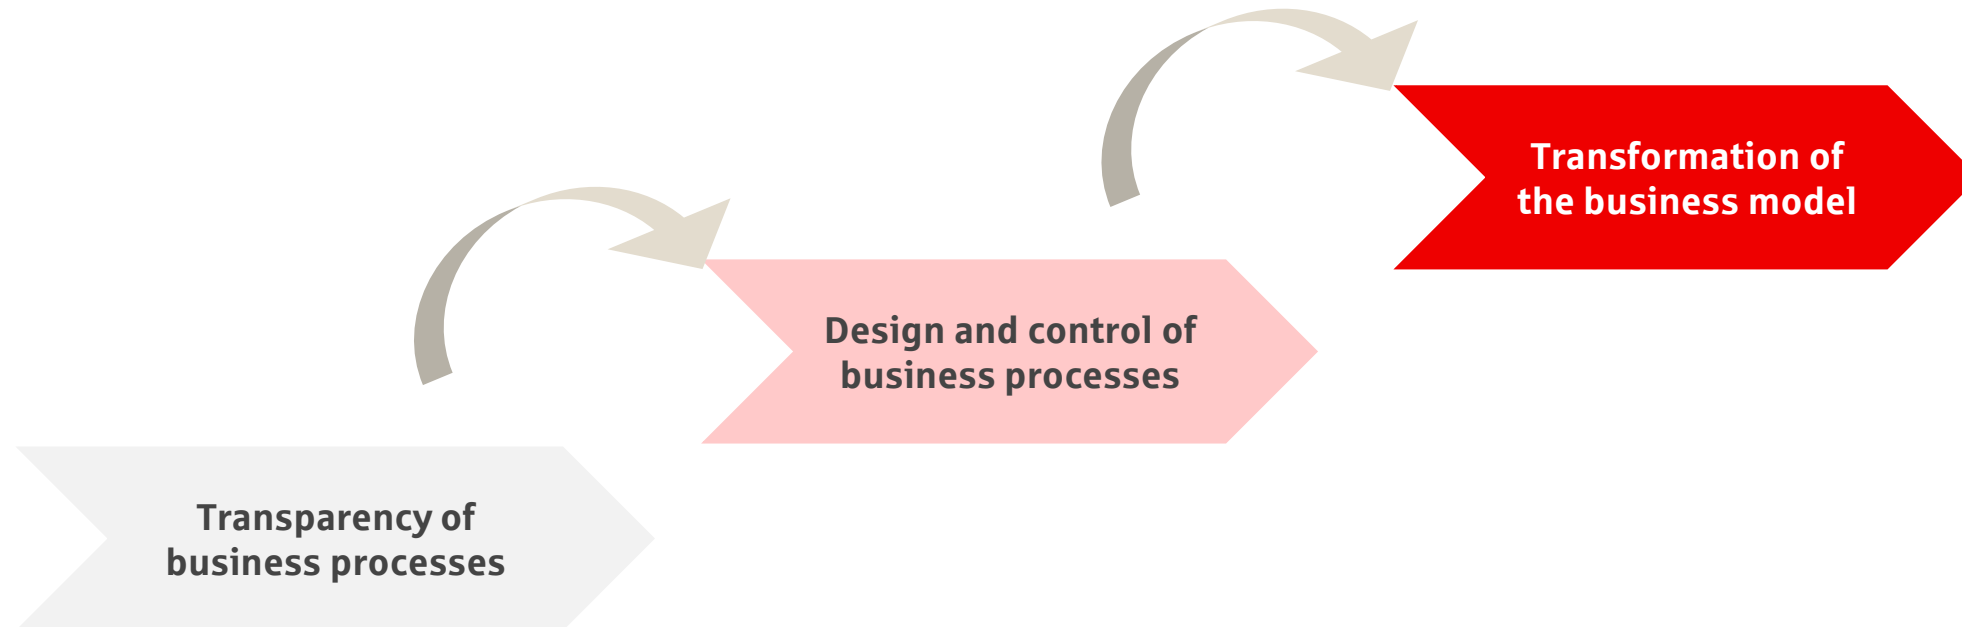 Transformation of
the business model
Design and control of
business processes
Transparency of
business processes